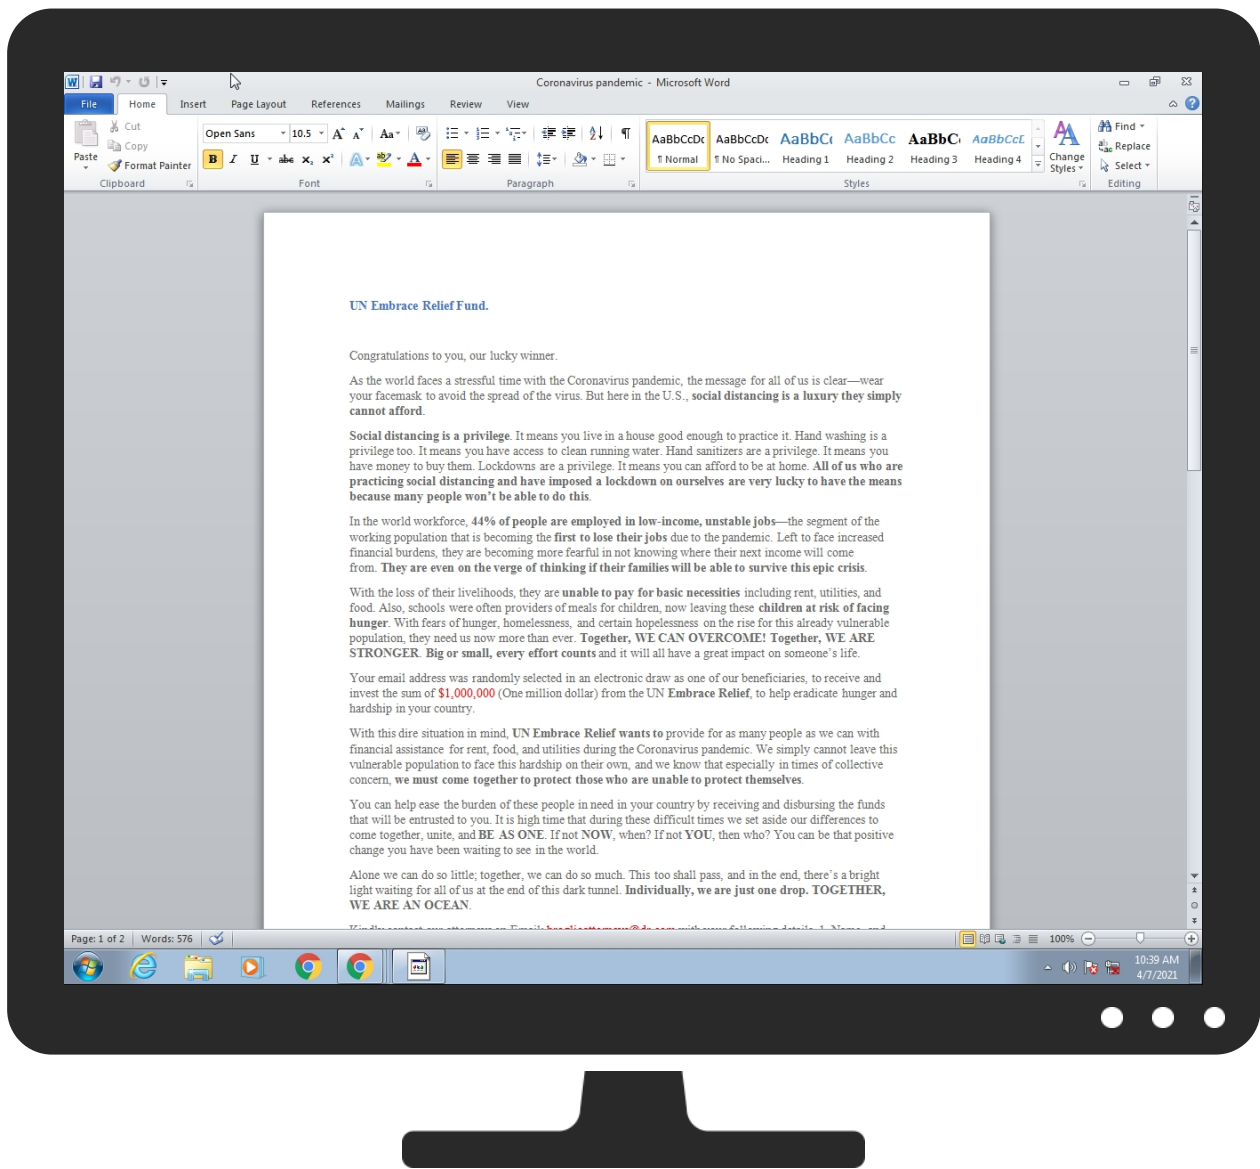 Coronavirus pandemic - Microsoft Word
File Home Insert Page Layout References Mailings Review View
Cut
Copy
Format Painter
Paste
Clipboard
Open Sans 10.5
Font
Paragraph
AaBbCcDc AaBbCcDc AaBbC( AaBbCc AaBbC( AaBbCcL
¶ Normal ¶ No Spaci... Heading 1 Heading 2 Heading 3 Heading 4
Change Styles
Styles
Find
Replace
Select
Editing
UN Embrace Relief Fund.
Congratulations to you, our lucky winner.
As the world faces a stressful time with the Coronavirus pandemic, the message for all of us is clear—wear
your facemask to avoid the spread of the virus. But here in the U.S., social distancing is a luxury they simply
cannot afford.
Social distancing is a privilege. It means you live in a house good enough to practice it. Hand washing is a
privilege too. It means you have access to clean running water. Hand sanitizers are a privilege. It means you
have money to buy them. Lockdowns are a privilege. It means you can afford to be at home. All of us who are
practicing social distancing and have imposed a lockdown on ourselves are very lucky to have the means
because many people won't be able to do this.
In the world workforce, 44% of people are employed in low-income, unstable jobs—the segment of the
working population that is becoming the first to lose their jobs due to the pandemic. Left to face increased
financial burdens, they are becoming more fearful in not knowing where their next income will come
from. They are even on the verge of thinking if their families will be able to survive this epic crisis.
With the loss of their livelihoods, they are unable to pay for basic necessities including rent, utilities, and
food. Also, schools were often providers of meals for children, now leaving these children at risk of facing
hunger. With fears of hunger, homelessness, and certain hopelessness on the rise for this already vulnerable
population, they need us now more than ever. Together, WE CAN OVERCOME! Together, WE ARE
STRONGER. Big or small, every effort counts and it will all have a great impact on someone's life.
Your email address was randomly selected in an electronic draw as one of our beneficiaries, to receive and
invest the sum of $1,000,000 (One million dollar) from the UN Embrace Relief, to help eradicate hunger and
hardship in your country.
With this dire situation in mind, UN Embrace Relief wants to provide for as many people as we can with
financial assistance for rent, food, and utilities during the Coronavirus pandemic. We simply cannot leave this
vulnerable population to face this hardship on their own, and we know that especially in times of collective
concern, we must come together to protect those who are unable to protect themselves.
You can help ease the burden of these people in need in your country by receiving and disbursing the funds
that will be entrusted to you. It is high time that during these difficult times we set aside our differences to
come together, unite, and BE AS ONE. If not NOW, when? If not YOU, then who? You can be that positive
change you have been waiting to see in the world.
Alone we can do so little; together, we can do so much. This too shall pass, and in the end, there's a bright
light waiting for all of us at the end of this dark tunnel. Individually, we are just one drop. TOGETHER,
WE ARE AN OCEAN.
Page: 1 of 2 Words: 576 100%
10:39 AM
4/7/2021